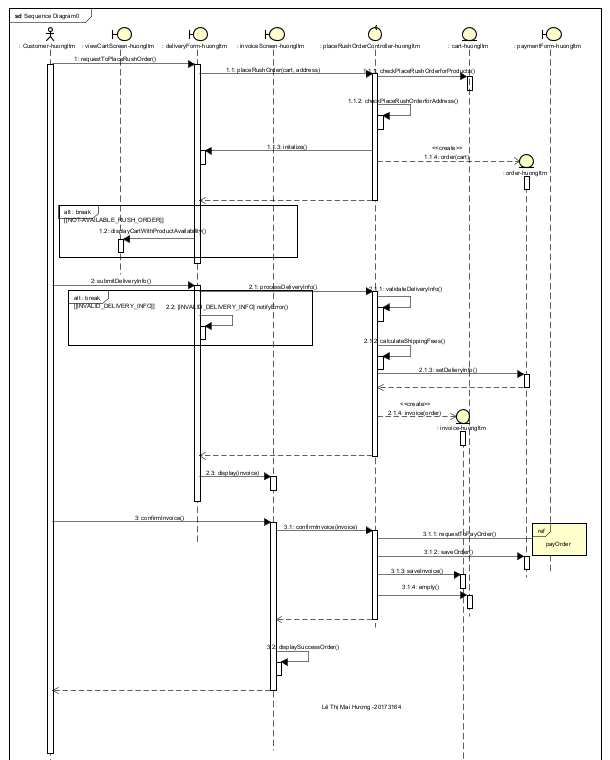 sd Sequence Diagram0
: Customer-huongltm
: viewCartScreen-huongltm
: deliveryForm-huongltm
: invoiceScreen-huongltm
: placeRushOrderController-huongltm
: cart-huongltm
: paymentForm-huongltm
1: requestToPlaceRushOrder()
1.1: placeRushOrder(cart, address)
1.1.1: checkPlaceRushOrderforProducts()
1.1.2: checkPlaceRushOrderforAddress()
1.1.3: initalize()
<<create>>
1.1.4: order(cart)
: order-huongltm
alt : break
[[NOT-AVAILABLE_RUSH_ORDER]]
1.2: displayCartWithProductAvailability()
2: submitDeliveryInfo()
2.1: processDeliveryInfo()
2.1.1: validateDeliveryInfo()
alt : break
[[INVALID_DELIVERY_INFO]]
2.2: [INVALID_DELIVERY_INFO] notifyError()
2.1.2: calculateShippingFees()
2.1.3: setDelieryInfo()
<<create>>
2.1.4: invoice(order)
: invoice-huongltm
2.3: display(invoice)
3: confirmInvoice()
3.1: confirmInvoice(invoice)
ref
3.1.1: requestToPayOrder()
payOrder
3.1.2: saveOrder()
3.1.3: saveInvoice()
3.1.4: empty()
3.2: displaySuccessOrder()
Lê Thị Mai Hương -20173164